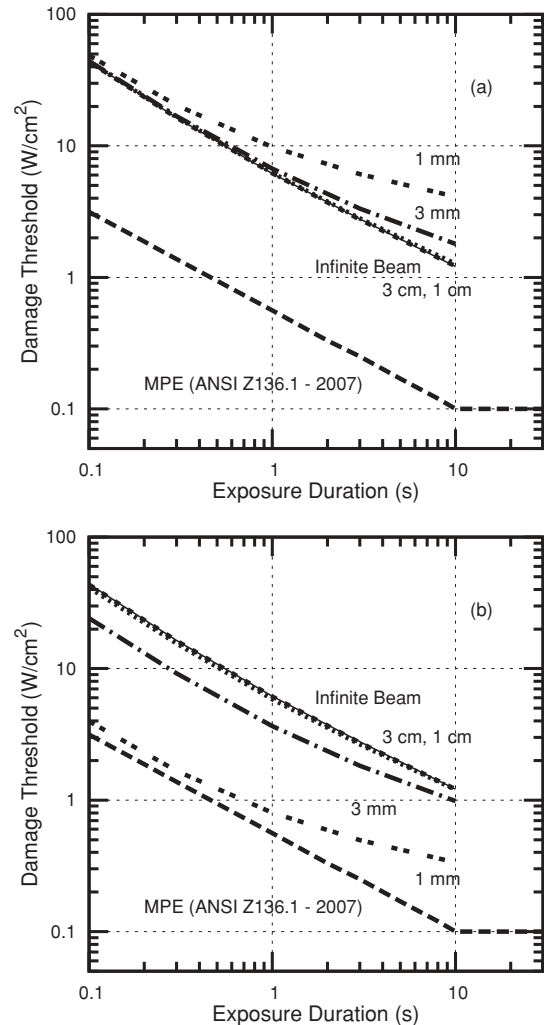 100
(a)
10
1 mm
3 mm
Infinite Beam
1
3 cm, 1 cm
MPE (ANSI Z136.1 - 2007)
0.1
0.1
1
10
Damage Threshold (W/cm²)
Exposure Duration (s)
100
(b)
10
Infinite Beam
3 cm, 1 cm
1
3 mm
1 mm
MPE (ANSI Z136.1 - 2007)
0.1
0.1
1
10
Damage Threshold (W/cm²)
Exposure Duration (s)